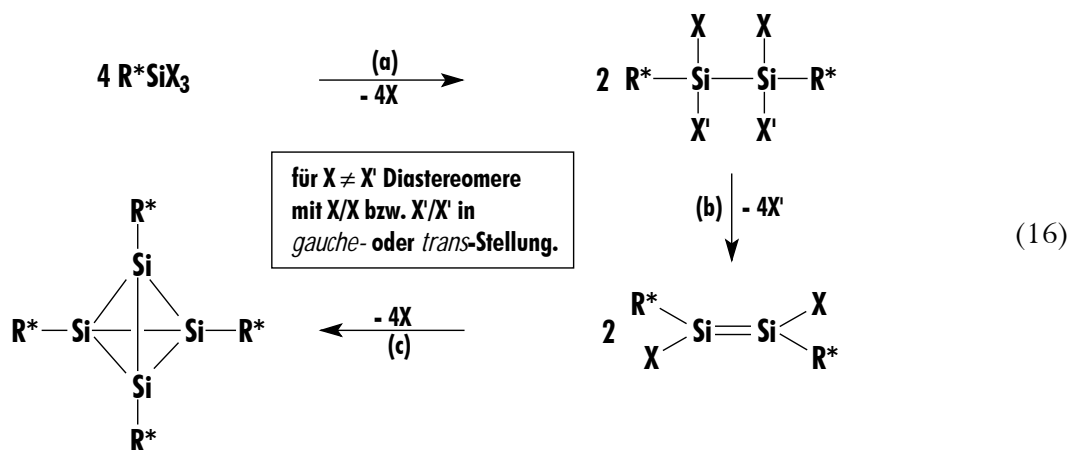 4 R*SiX₃
(a)
- 4X
X X
2 R* Si Si R*
X' X'
für X ≠ X' Diastereomere
mit X/X bzw. X'/X' in
gauche- oder trans-Stellung.
(b) - 4X'
(16)
R*
Si
R* Si Si R*
Si
R*
- 4X
(c)
R* X
2 Si Si
X R*